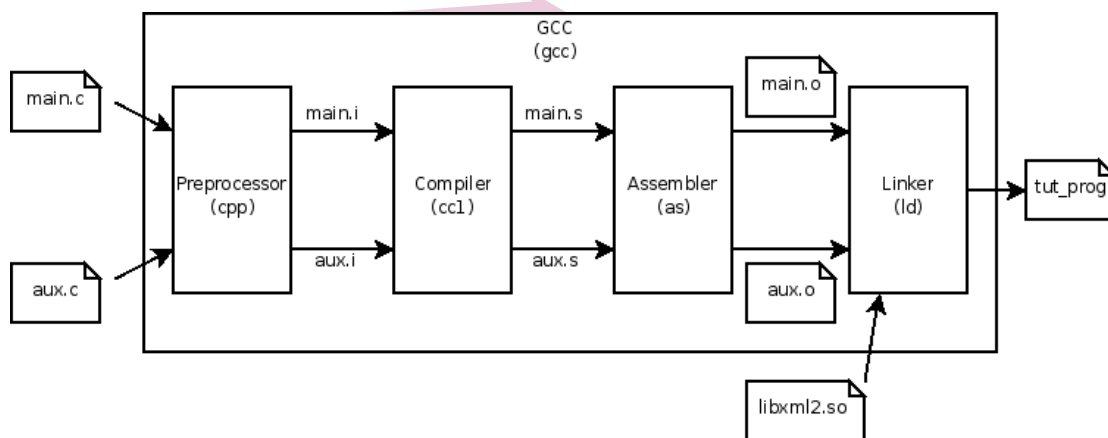 GCC
(gcc)
main.c
main.i
main.s
main.o
Preprocessor
(cpp)
Compiler
(cc1)
Assembler
(as)
Linker
(ld)
tut_prog
aux.c
aux.i
aux.s
aux.o
libxml2.so